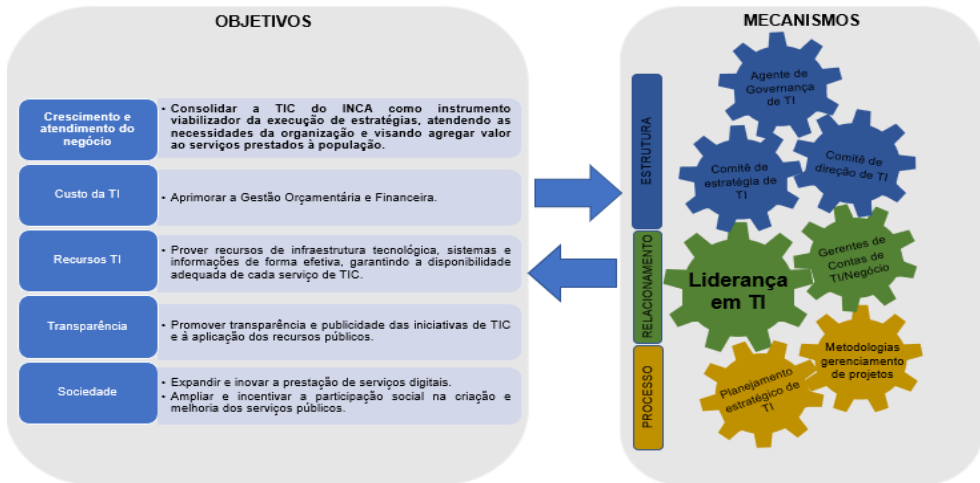 OBJETIVOS
Crescimento e
atendimento do
negócio
• Consolidar a TIC do INCA como instrumento
viabilizador da execução de estratégias, atendendo as
necessidades da organização e visando agregar valor
ao serviços prestados à população.
Custo da TI
• Aprimorar a Gestão Orçamentária e Financeira.
Recursos TI
• Prover recursos de infraestrutura tecnológica, sistemas e
informações de forma efetiva, garantindo a disponibilidade
adequada de cada serviço de TIC.
Transparência
• Promover transparência e publicidade das iniciativas de TIC
e à aplicação dos recursos públicos.
Sociedade
• Expandir e inovar a prestação de serviços digitais.
• Ampliar e incentivar a participação social na criação e
melhoria dos serviços públicos.
MECANISMOS
ESTRUTURA
Agente de
Governança
de TI
Comitê de
estratégia de
TI
Comitê de
direção de TI
RELACIONAMENTO
Liderança
em TI
Gerentes de
Contas de
TI/Negócio
PROCESSO
Planejamento
estratégico de
TI
Metodologias
gerenciamento
de projetos